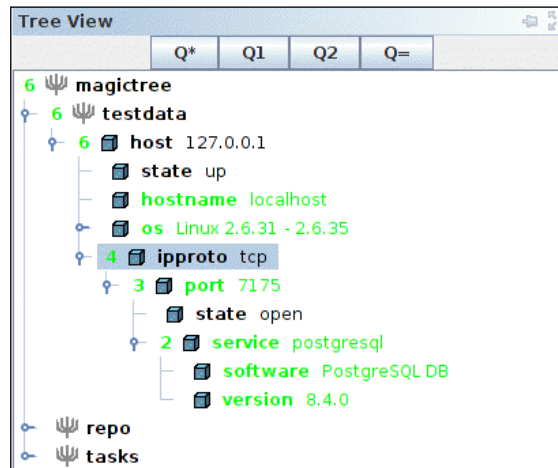 Tree View
Q* Q1 Q2 Q=
6 magictree
6 testdata
6 host 127.0.0.1
state up
hostname localhost
os Linux 2.6.31 - 2.6.35
4 ipproto tcp
3 port 7175
state open
2 service postgresql
software PostgreSQL DB
version 8.4.0
repo
tasks